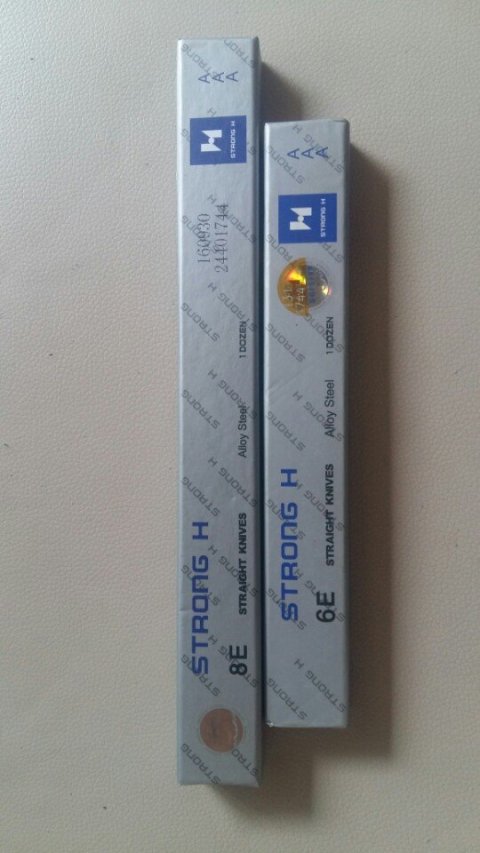 STRONG H
8E
STRAIGHT KNIVES
Alloy Steel
1 DOZEN
160930
24401744
STRONG H
A A A
STRONG H
6E
STRAIGHT KNIVES
Alloy Steel
1 DOZEN
STRONG H
A A A